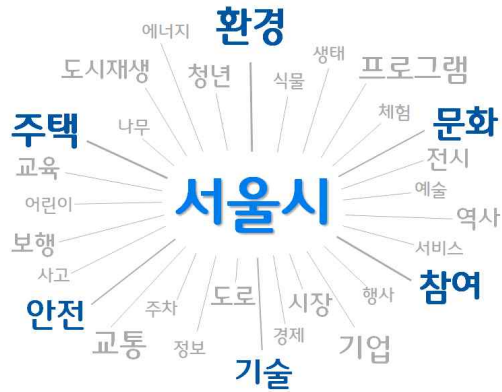 환경
에너지
생태
도시재생
청년
식물
프로그램
체험
주택
나무
문화
교육
전시
어린이
서울시
예술
역사
보행
서비스
사고
참여
안전
주차
도로
시장
행사
교통
정보
경제
기업
기술